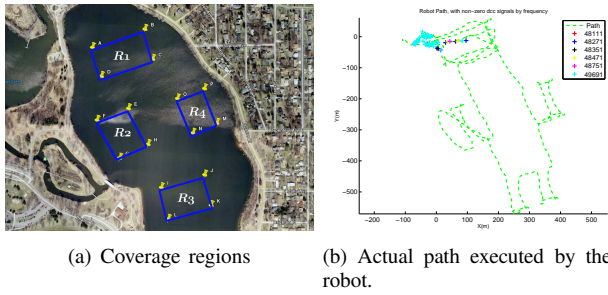 R1
A
B
C
D
R4
O
P
M
N
R2
F
E
H
G
R3
I
J
K
L
Robot Path, with non-zero dcc signals by frequency
Path
48111
48271
48351
48471
48751
49691
Y(m)
0
−100
−200
−300
−400
−500
−200 −100 0 100 200 300 400 500
X(m)
(a) Coverage regions
(b) Actual path executed by the
robot.